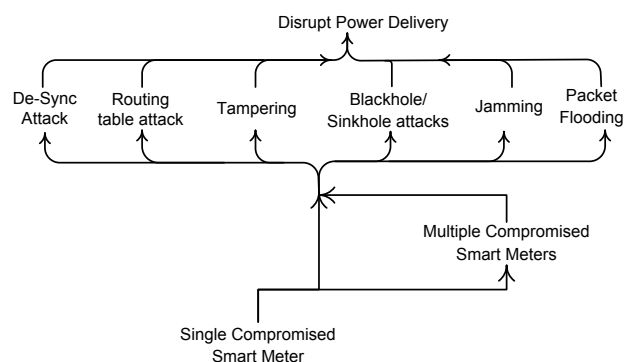 Disrupt Power Delivery
De-Sync
Attack
Routing
table attack
Tampering
Blackhole/
Sinkhole attacks
Jamming
Packet
Flooding
Multiple Compromised
Smart Meters
Single Compromised
Smart Meter